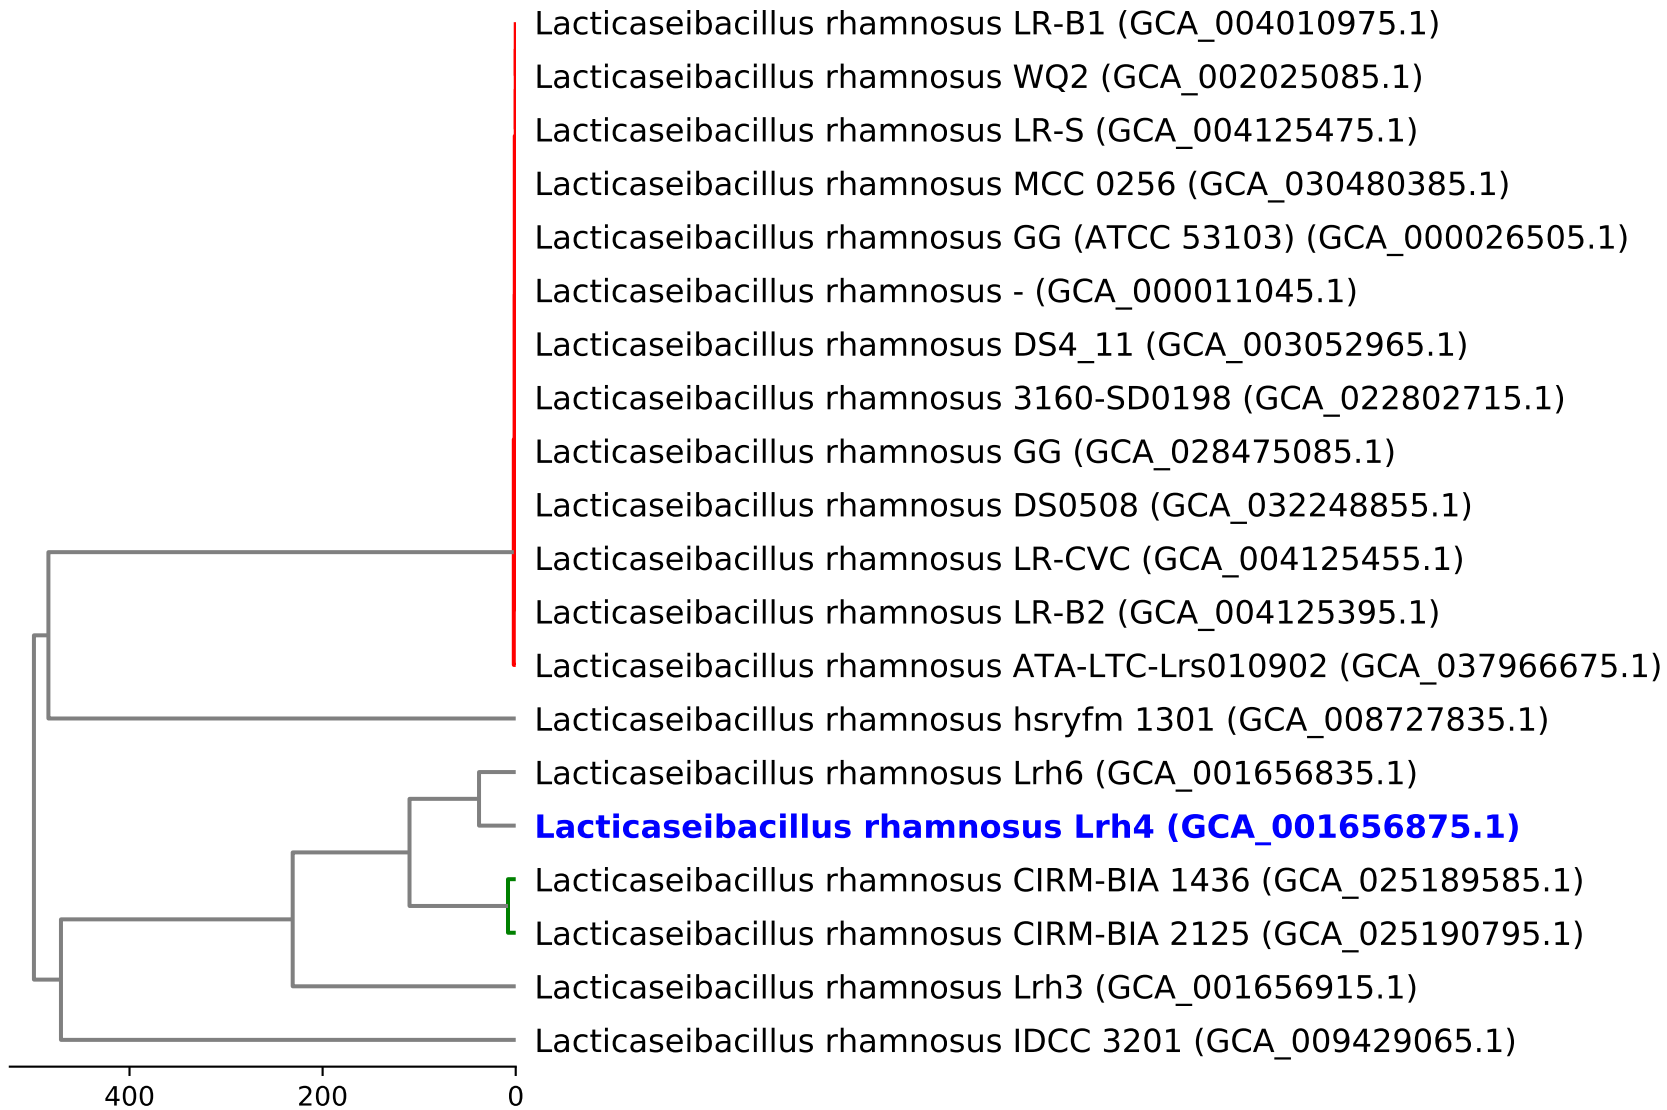 Lacticaseibacillus rhamnosus LR-B1 (GCA_004010975.1)
Lacticaseibacillus rhamnosus WQ2 (GCA_002025085.1)
Lacticaseibacillus rhamnosus LR-S (GCA_004125475.1)
Lacticaseibacillus rhamnosus MCC 0256 (GCA_030480385.1)
Lacticaseibacillus rhamnosus GG (ATCC 53103) (GCA_000026505.1)
Lacticaseibacillus rhamnosus - (GCA_000011045.1)
Lacticaseibacillus rhamnosus DS4_11 (GCA_003052965.1)
Lacticaseibacillus rhamnosus 3160-SD0198 (GCA_022802715.1)
Lacticaseibacillus rhamnosus GG (GCA_028475085.1)
Lacticaseibacillus rhamnosus DS0508 (GCA_032248855.1)
Lacticaseibacillus rhamnosus LR-CVC (GCA_004125455.1)
Lacticaseibacillus rhamnosus LR-B2 (GCA_004125395.1)
Lacticaseibacillus rhamnosus ATA-LTC-Lrs010902 (GCA_037966675.1)
Lacticaseibacillus rhamnosus hsryfm 1301 (GCA_008727835.1)
Lacticaseibacillus rhamnosus Lrh6 (GCA_001656835.1)
Lacticaseibacillus rhamnosus Lrh4 (GCA_001656875.1)
Lacticaseibacillus rhamnosus CIRM-BIA 1436 (GCA_025189585.1)
Lacticaseibacillus rhamnosus CIRM-BIA 2125 (GCA_025190795.1)
Lacticaseibacillus rhamnosus Lrh3 (GCA_001656915.1)
Lacticaseibacillus rhamnosus IDCC 3201 (GCA_009429065.1)
400 200 0